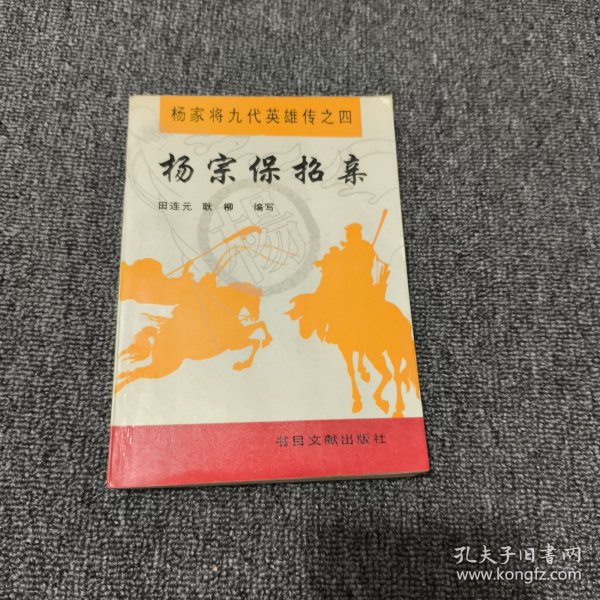 杨家将九代英雄传之四
杨宗保招亲
田连元 耿 柳 编写
杨
书目文献出版社
孔夫子旧书网
www.kongfz.com